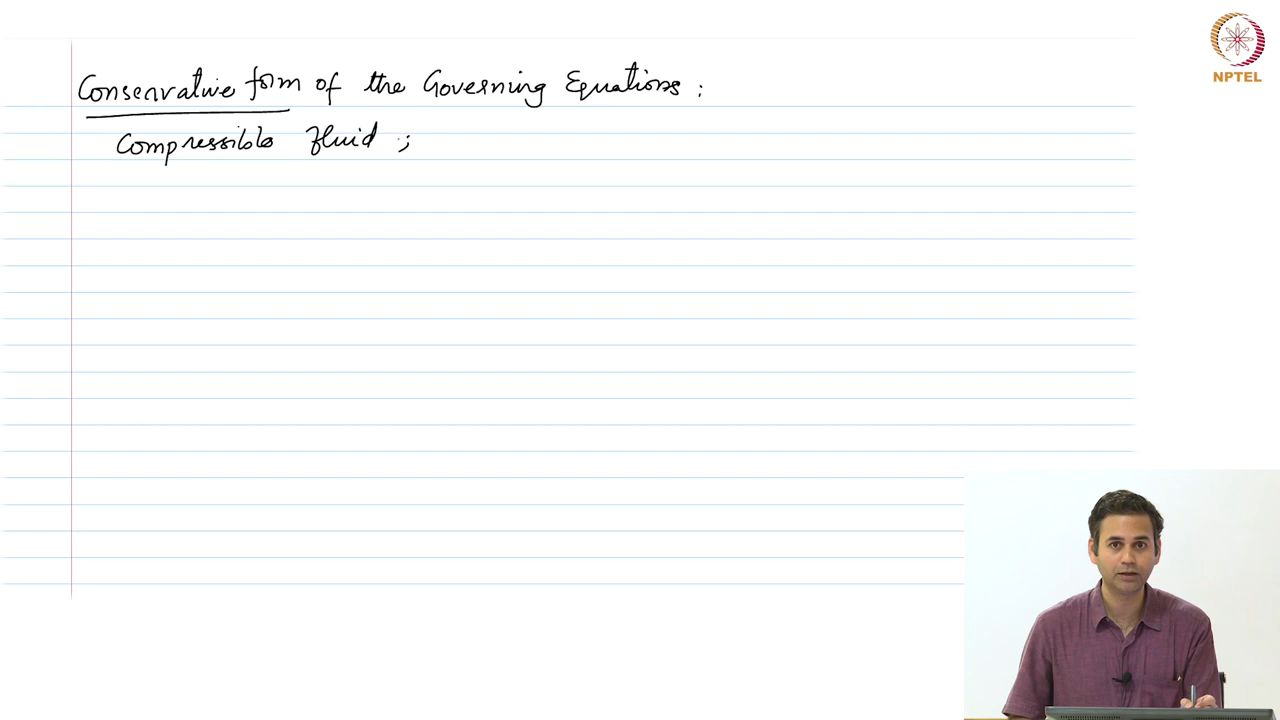 Conservative form of the Governing Equations :
Compressible fluid ;
NPTEL